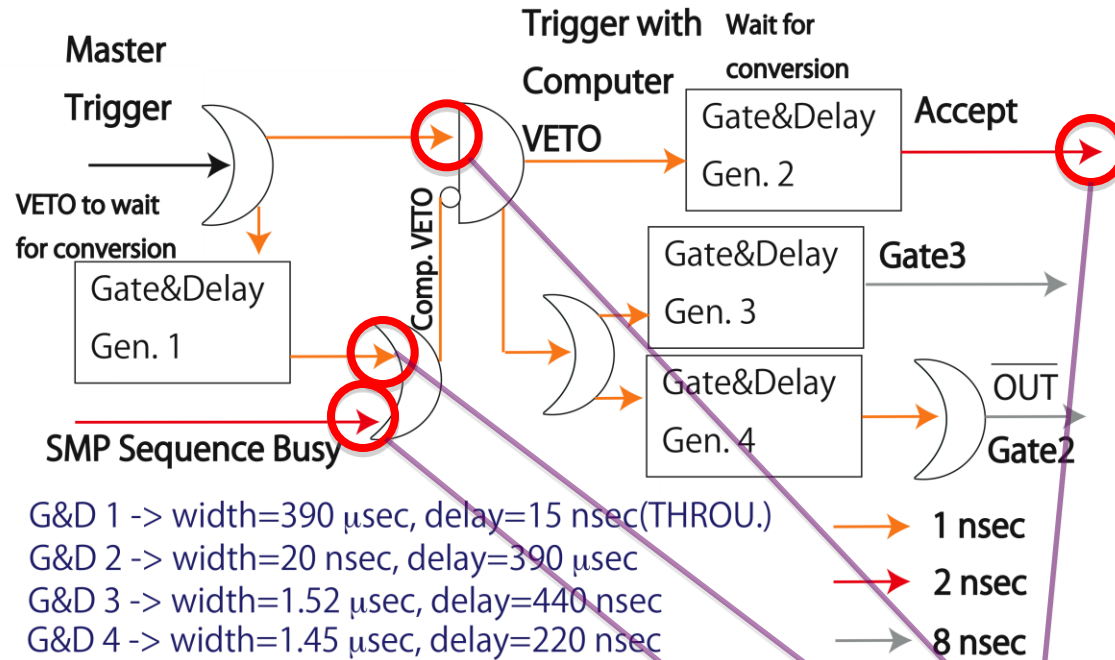 Master
Trigger
Trigger with
Computer
VETO
Wait for
conversion
Gate&Delay
Gen. 2
Accept
VETO to wait
for conversion
Gate&Delay
Gen. 1
Comp. VETO
Gate&Delay
Gen. 3
Gate3
Gate&Delay
Gen. 4
OUT
Gate2
SMP Sequence Busy
G&D 1 -> width=390 μsec, delay=15 nsec(THROU.)
G&D 2 -> width=20 nsec, delay=390 μsec
G&D 3 -> width=1.52 μsec, delay=440 nsec
G&D 4 -> width=1.45 μsec, delay=220 nsec
1 nsec
2 nsec
8 nsec